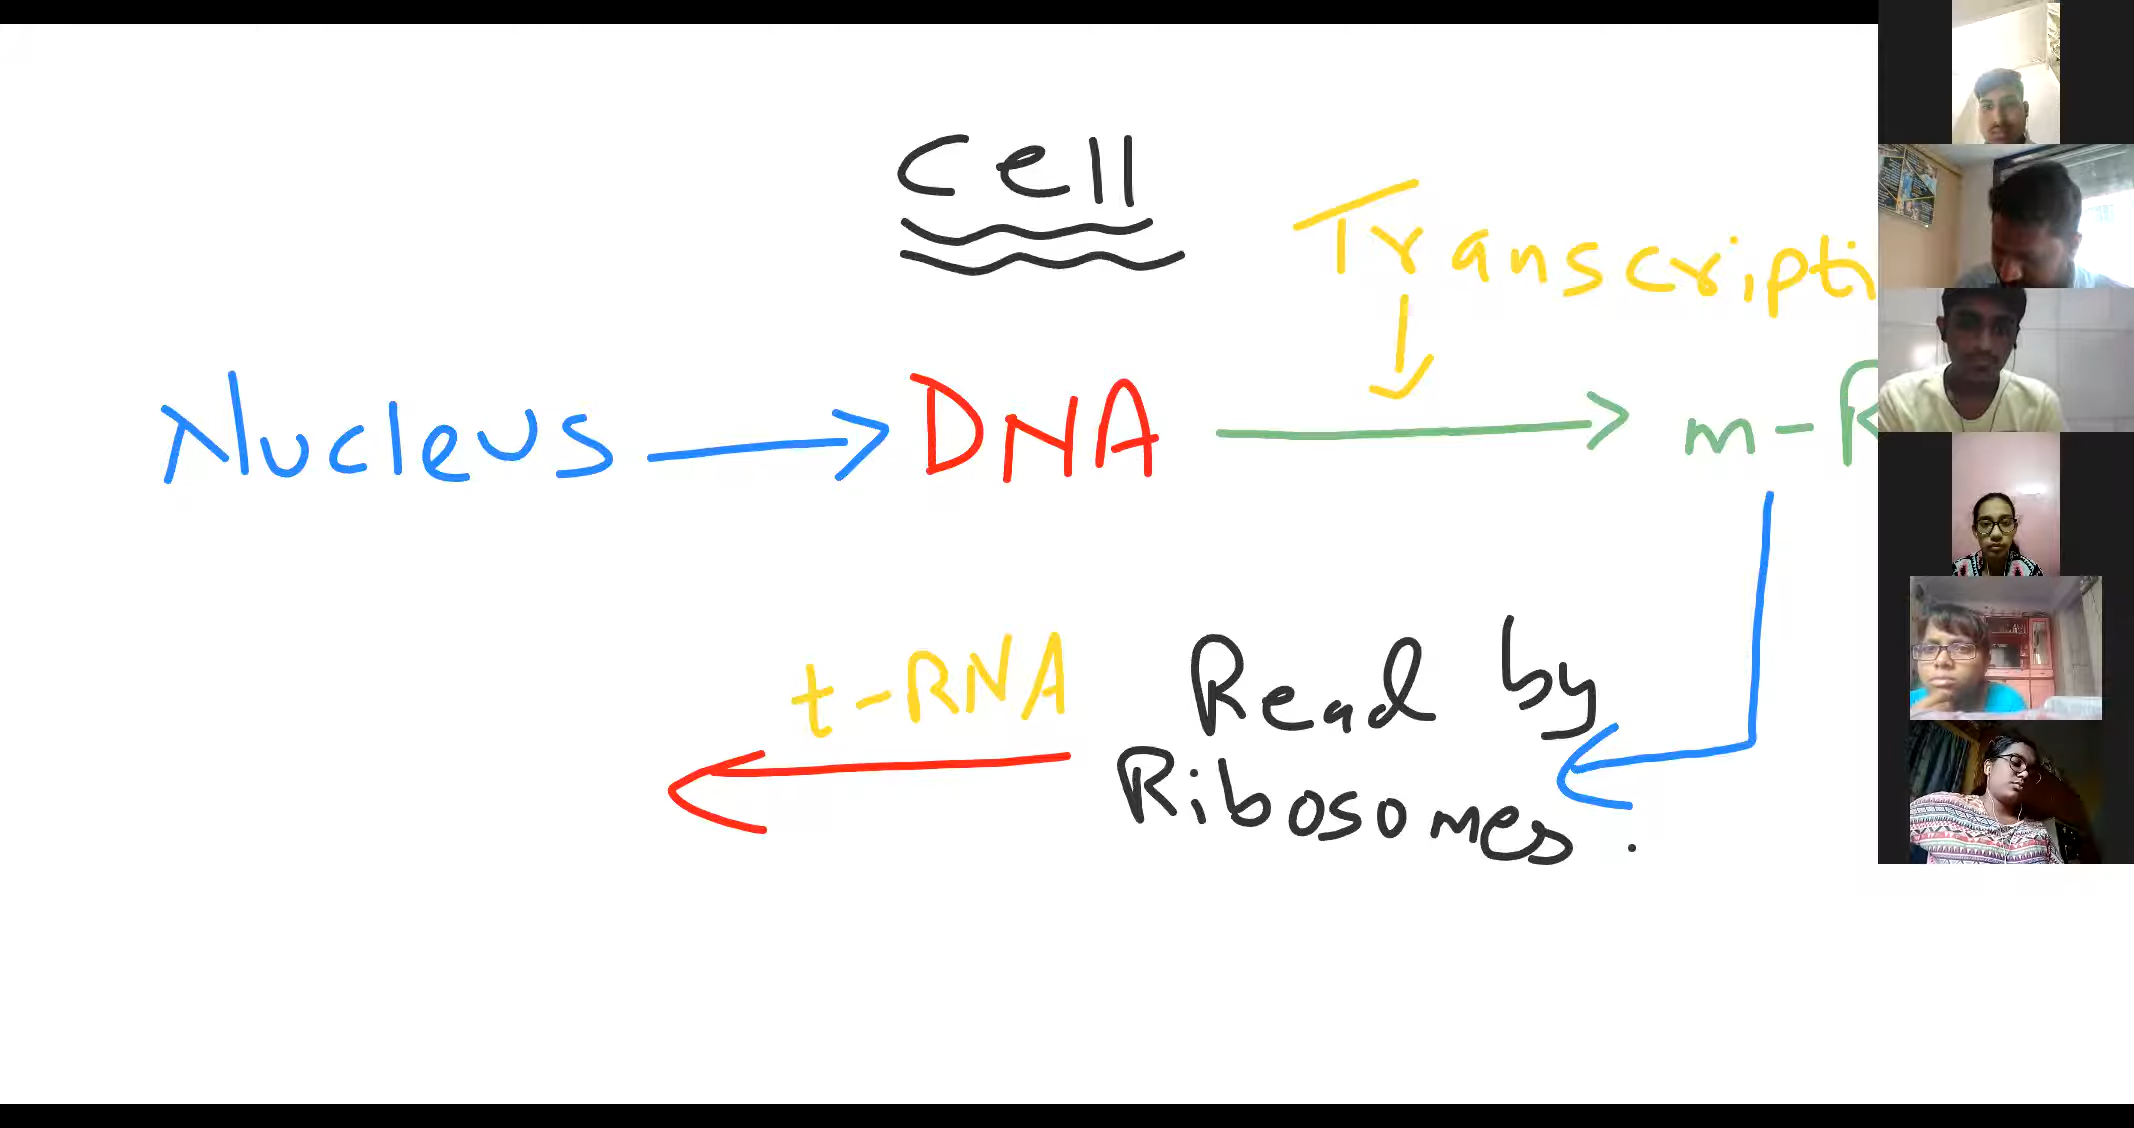 Cell
Transcripti
Nucleus → DNA → m-R
t-RNA
Read by
Ribosomes.